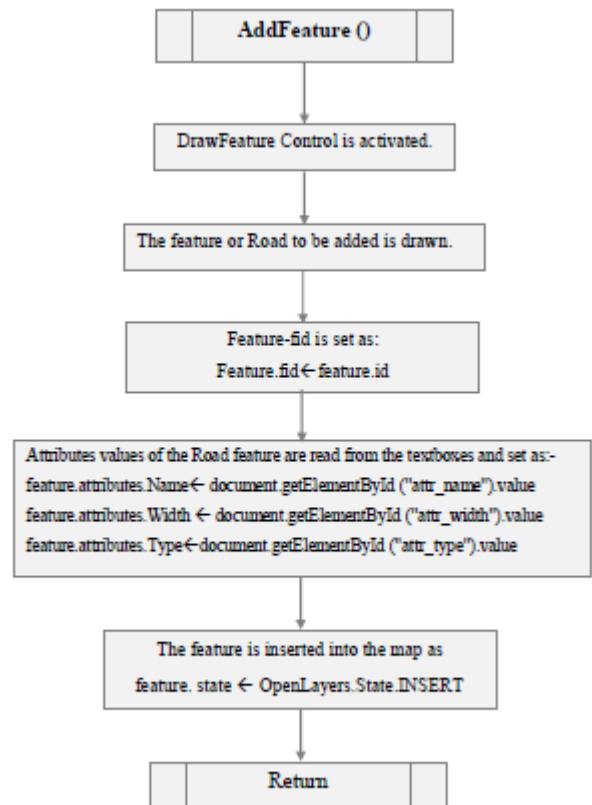 AddFeature ()
DrawFeature Control is activated.
The feature or Road to be added is drawn.
Feature-fid is set as:
Feature.fid←feature.id
Attributes values of the Road feature are read from the textboxes and set as:-
feature.attributes.Name← document.getElementById ("attr_name").value
feature.attributes.Width ← document.getElementById ("attr_width").value
feature.attributes.Type←document.getElementById ("attr_type").value
The feature is inserted into the map as
feature. state ← OpenLayers.State.INSERT
Return